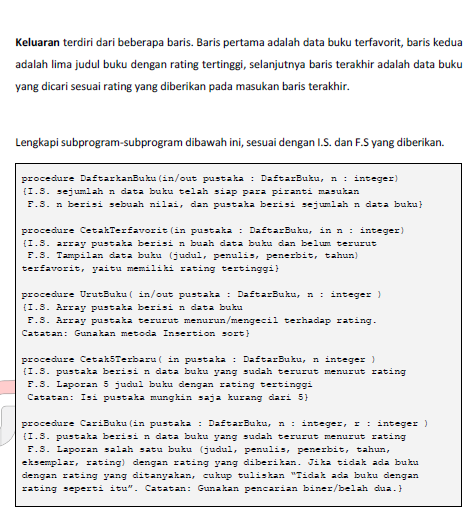 Keluaran terdiri dari beberapa baris. Baris pertama adalah data buku terfavorit, baris kedua
adalah lima judul buku dengan rating tertinggi, selanjutnya baris terakhir adalah data buku
yang dicari sesuai rating yang diberikan pada masukan baris terakhir.
Lengkapi subprogram-subprogram dibawah ini, sesuai dengan I.S. dan F.S yang diberikan.
procedure DaftarkanBuku(in/out pustaka : DaftarBuku, n : integer)
{I.S. sejumlah n data buku telah siap para piranti masukan
F.S. n berisi sebuah nilai, dan pustaka berisi sejumlah n data buku}
procedure CetakTerfavorit(in pustaka : DaftarBuku, in n : integer)
{I.S. array pustaka berisi n buah data buku dan belum terurut
F.S. Tampilan data buku (judul, penulis, penerbit, tahun)
terfavorit, yaitu memiliki rating tertinggi}
procedure UrutBuku( in/out pustaka : DaftarBuku, n : integer )
{I.S. Array pustaka berisi n data buku
F.S. Array pustaka terurut menurun/mengecil terhadap rating.
Catatan: Gunakan metoda Insertion sort}
procedure Cetak5Terbaru( in pustaka : DaftarBuku, n integer )
{I.S. pustaka berisi n data buku yang sudah terurut menurut rating
F.S. Laporan 5 judul buku dengan rating tertinggi
Catatan: Isi pustaka mungkin saja kurang dari 5}
procedure CariBuku(in pustaka : DaftarBuku, n : integer, r : integer )
{I.S. pustaka berisi n data buku yang sudah terurut menurut rating
F.S. Laporan salah satu buku (judul, penulis, penerbit, tahun,
eksemplar, rating) dengan rating yang diberikan. Jika tidak ada buku
dengan rating yang ditanyakan, cukup tuliskan "Tidak ada buku dengan
rating seperti itu". Catatan: Gunakan pencarian biner/belah dua.}